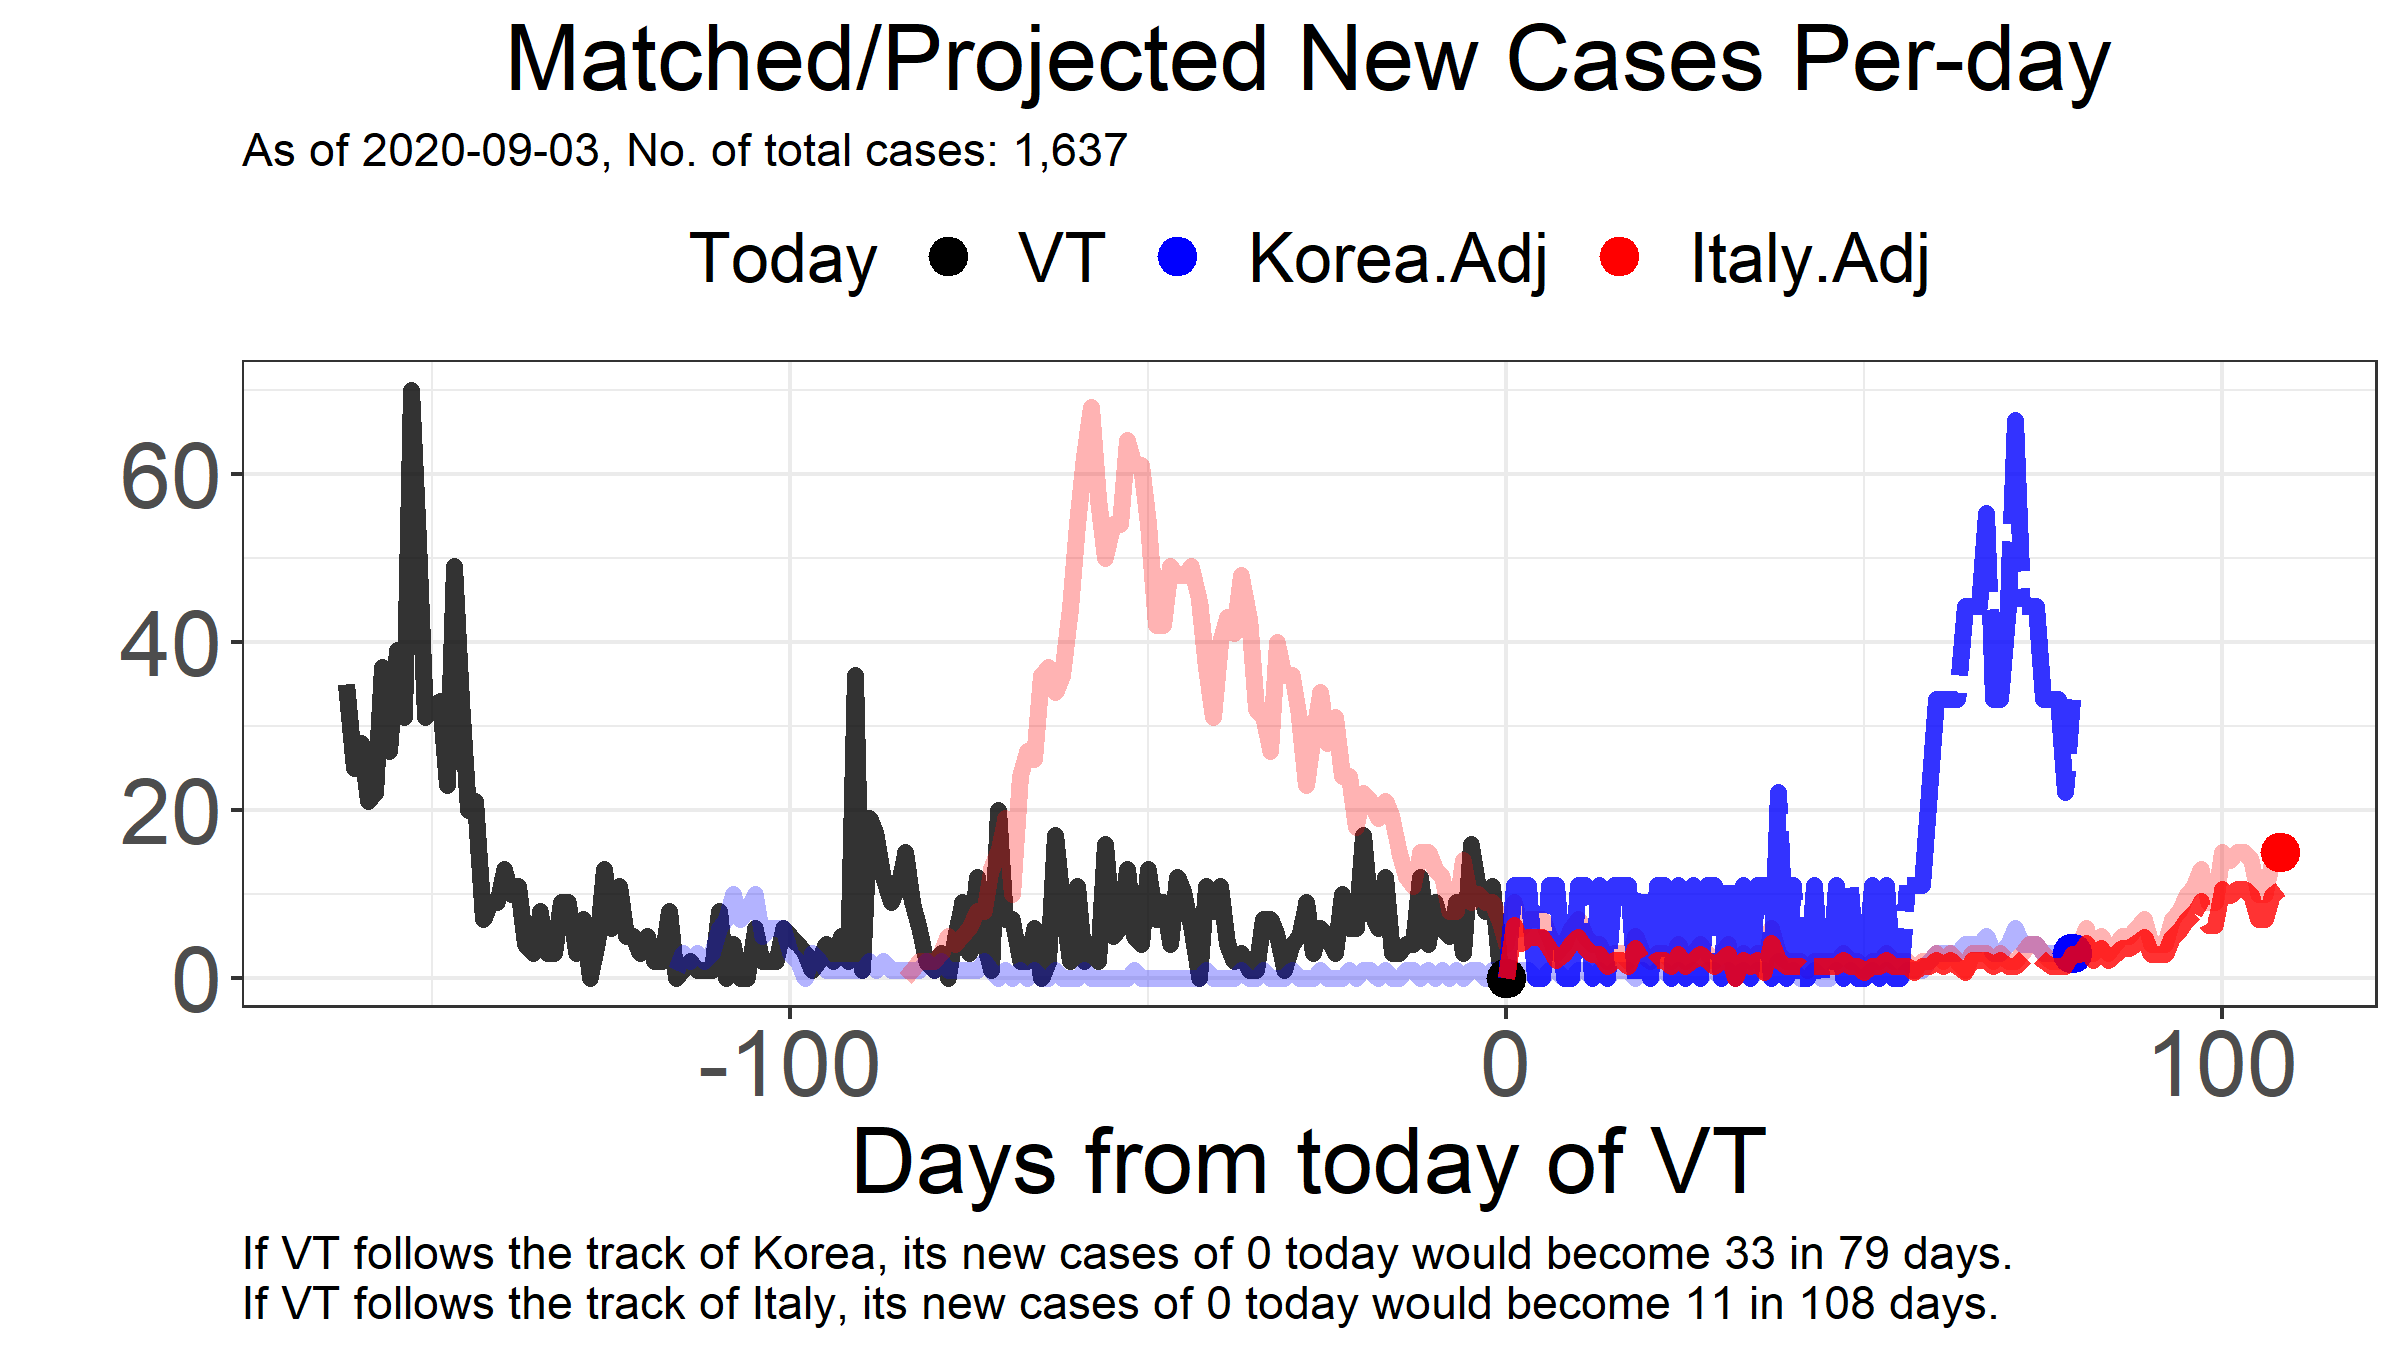 Matched/Projected New Cases Per-day
As of 2020-09-03, No. of total cases: 1,637
Today VT Korea.Adj Italy.Adj
60
40
20
0
-100 0 100
Days from today of VT
If VT follows the track of Korea, its new cases of 0 today would become 33 in 79 days.
If VT follows the track of Italy, its new cases of 0 today would become 11 in 108 days.